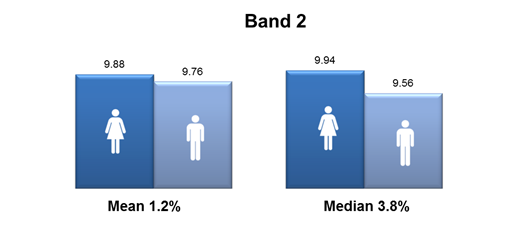 Band 2
9.88 9.76 9.94 9.56
Mean 1.2% Median 3.8%